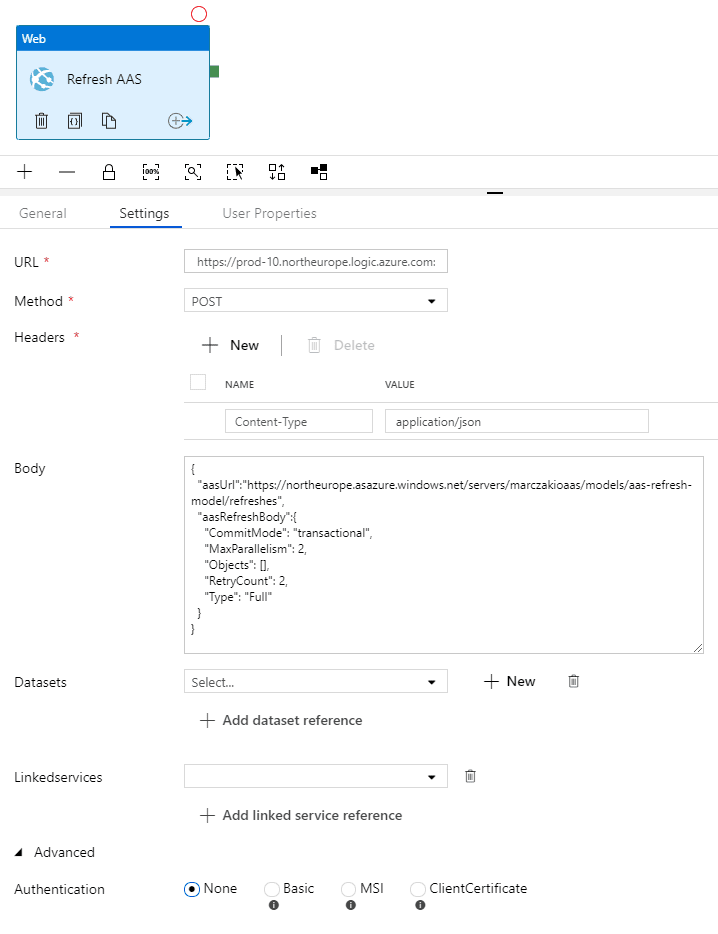 Web
Refresh AAS
100%
General Settings User Properties
URL * https://prod-10.northeurope.logic.azure.com:
Method * POST
Headers * New Delete
NAME VALUE
Content-Type application/json
Body
{
"aasUrl":"https://northeurope.asazure.windows.net/servers/marczakioaas/models/aas-refresh-
model/refreshes",
"aasRefreshBody":{
"CommitMode": "transactional",
"MaxParallelism": 2,
"Objects": [],
"RetryCount": 2,
"Type": "Full"
}
}
Datasets Select... New
Add dataset reference
Linkedservices
Add linked service reference
Advanced
Authentication None Basic MSI ClientCertificate